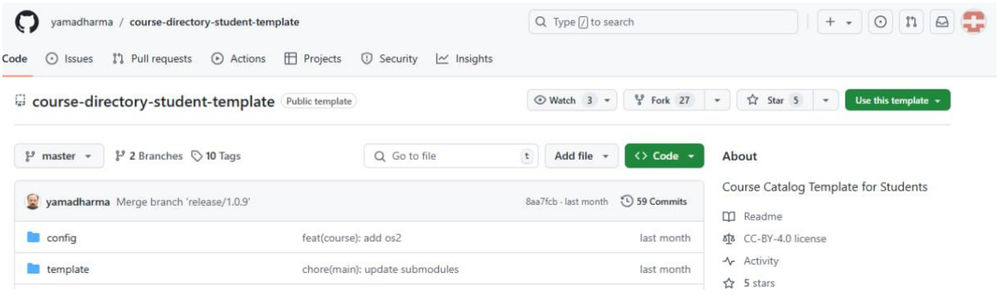 yamadharma / course-directory-student-template
Type / to search
Code Issues Pull requests Actions Projects Security Insights
course-directory-student-template Public template
Watch 3 Fork 27 Star 5 Use this template
master 2 Branches 10 Tags Go to file t Add file <> Code
About
Course Catalog Template for Students
yamadharma Merge branch 'release/1.0.9' 8aa7fcb · last month 59 Commits
Readme
config feat(course): add os2 last month
CC-BY-4.0 license
Activity
template chore(main): update submodules last month
5 stars